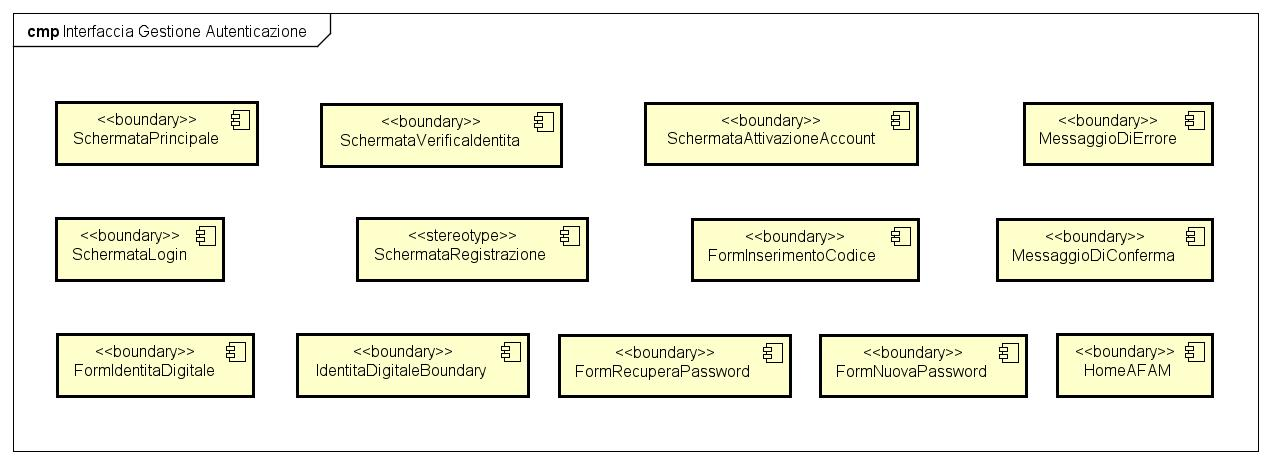 cmp Interfaccia Gestione Autenticazione
<<boundary>>
SchermataPrincipale
<<boundary>>
SchermataVerificaIdentita
<<boundary>>
SchermataAttivazioneAccount
<<boundary>>
MessaggioDiErrore
<<boundary>>
SchermataLogin
<<stereotype>>
SchermataRegistrazione
<<boundary>>
FormInserimentoCodice
<<boundary>>
MessaggioDiConferma
<<boundary>>
FormIdentitaDigitale
<<boundary>>
IdentitaDigitaleBoundary
<<boundary>>
FormRecuperaPassword
<<boundary>>
FormNuovaPassword
<<boundary>>
HomeAFAM